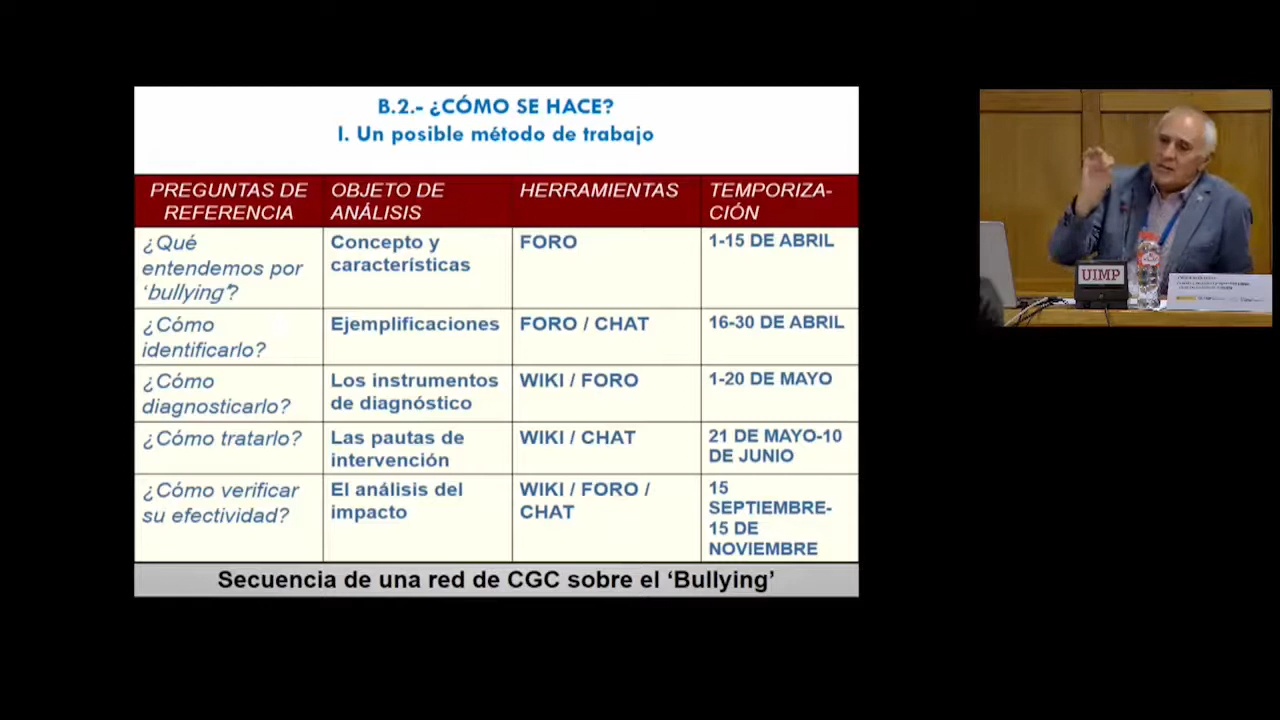 B.2.- ¿CÓMO SE HACE?
I. Un posible método de trabajo
PREGUNTAS DE
REFERENCIA
OBJETO DE
ANÁLISIS
HERRAMIENTAS
TEMPORIZA-
CIÓN
¿Qué
entendemos por
‘bullying’?
Concepto y
características
FORO
1-15 DE ABRIL
¿Cómo
identificarlo?
Ejemplificaciones
FORO / CHAT
16-30 DE ABRIL
¿Cómo
diagnosticarlo?
Los instrumentos
de diagnóstico
WIKI / FORO
1-20 DE MAYO
¿Cómo tratarlo?
Las pautas de
intervención
WIKI / CHAT
21 DE MAYO-10
DE JUNIO
¿Cómo verificar
su efectividad?
El análisis del
impacto
WIKI / FORO /
CHAT
15
SEPTIEMBRE-
15 DE
NOVIEMBRE
Secuencia de una red de CGC sobre el ‘Bullying’
UIMP